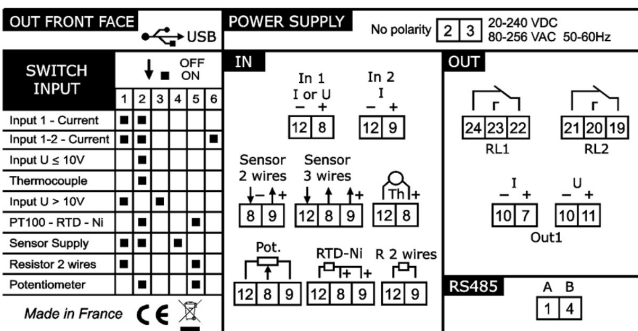 OUT FRONT FACE
USB
SWITCH INPUT
OFF
ON
1 2 3 4 5 6
Input 1 - Current
Input 1-2 - Current
Input U ≤ 10V
Thermocouple
Input U > 10V
PT100 - RTD - Ni
Sensor Supply
Resistor 2 wires
Potentiometer
Made in France CE
POWER SUPPLY
No polarity 2 3 20-240 VDC
80-256 VAC 50-60Hz
IN
In 1 In 2
I or U I
- + - +
12 8 12 9
Sensor Sensor
2 wires 3 wires
- + + Th +
8 9 12 8 9 12 8
Pot. RTD-Ni R 2 wires
I+ +
12 8 9 12 8 9 12 9
OUT
24 23 22 21 20 19
RL1 RL2
I U
- + - +
10 7 10 11
Out1
RS485
A B
1 4